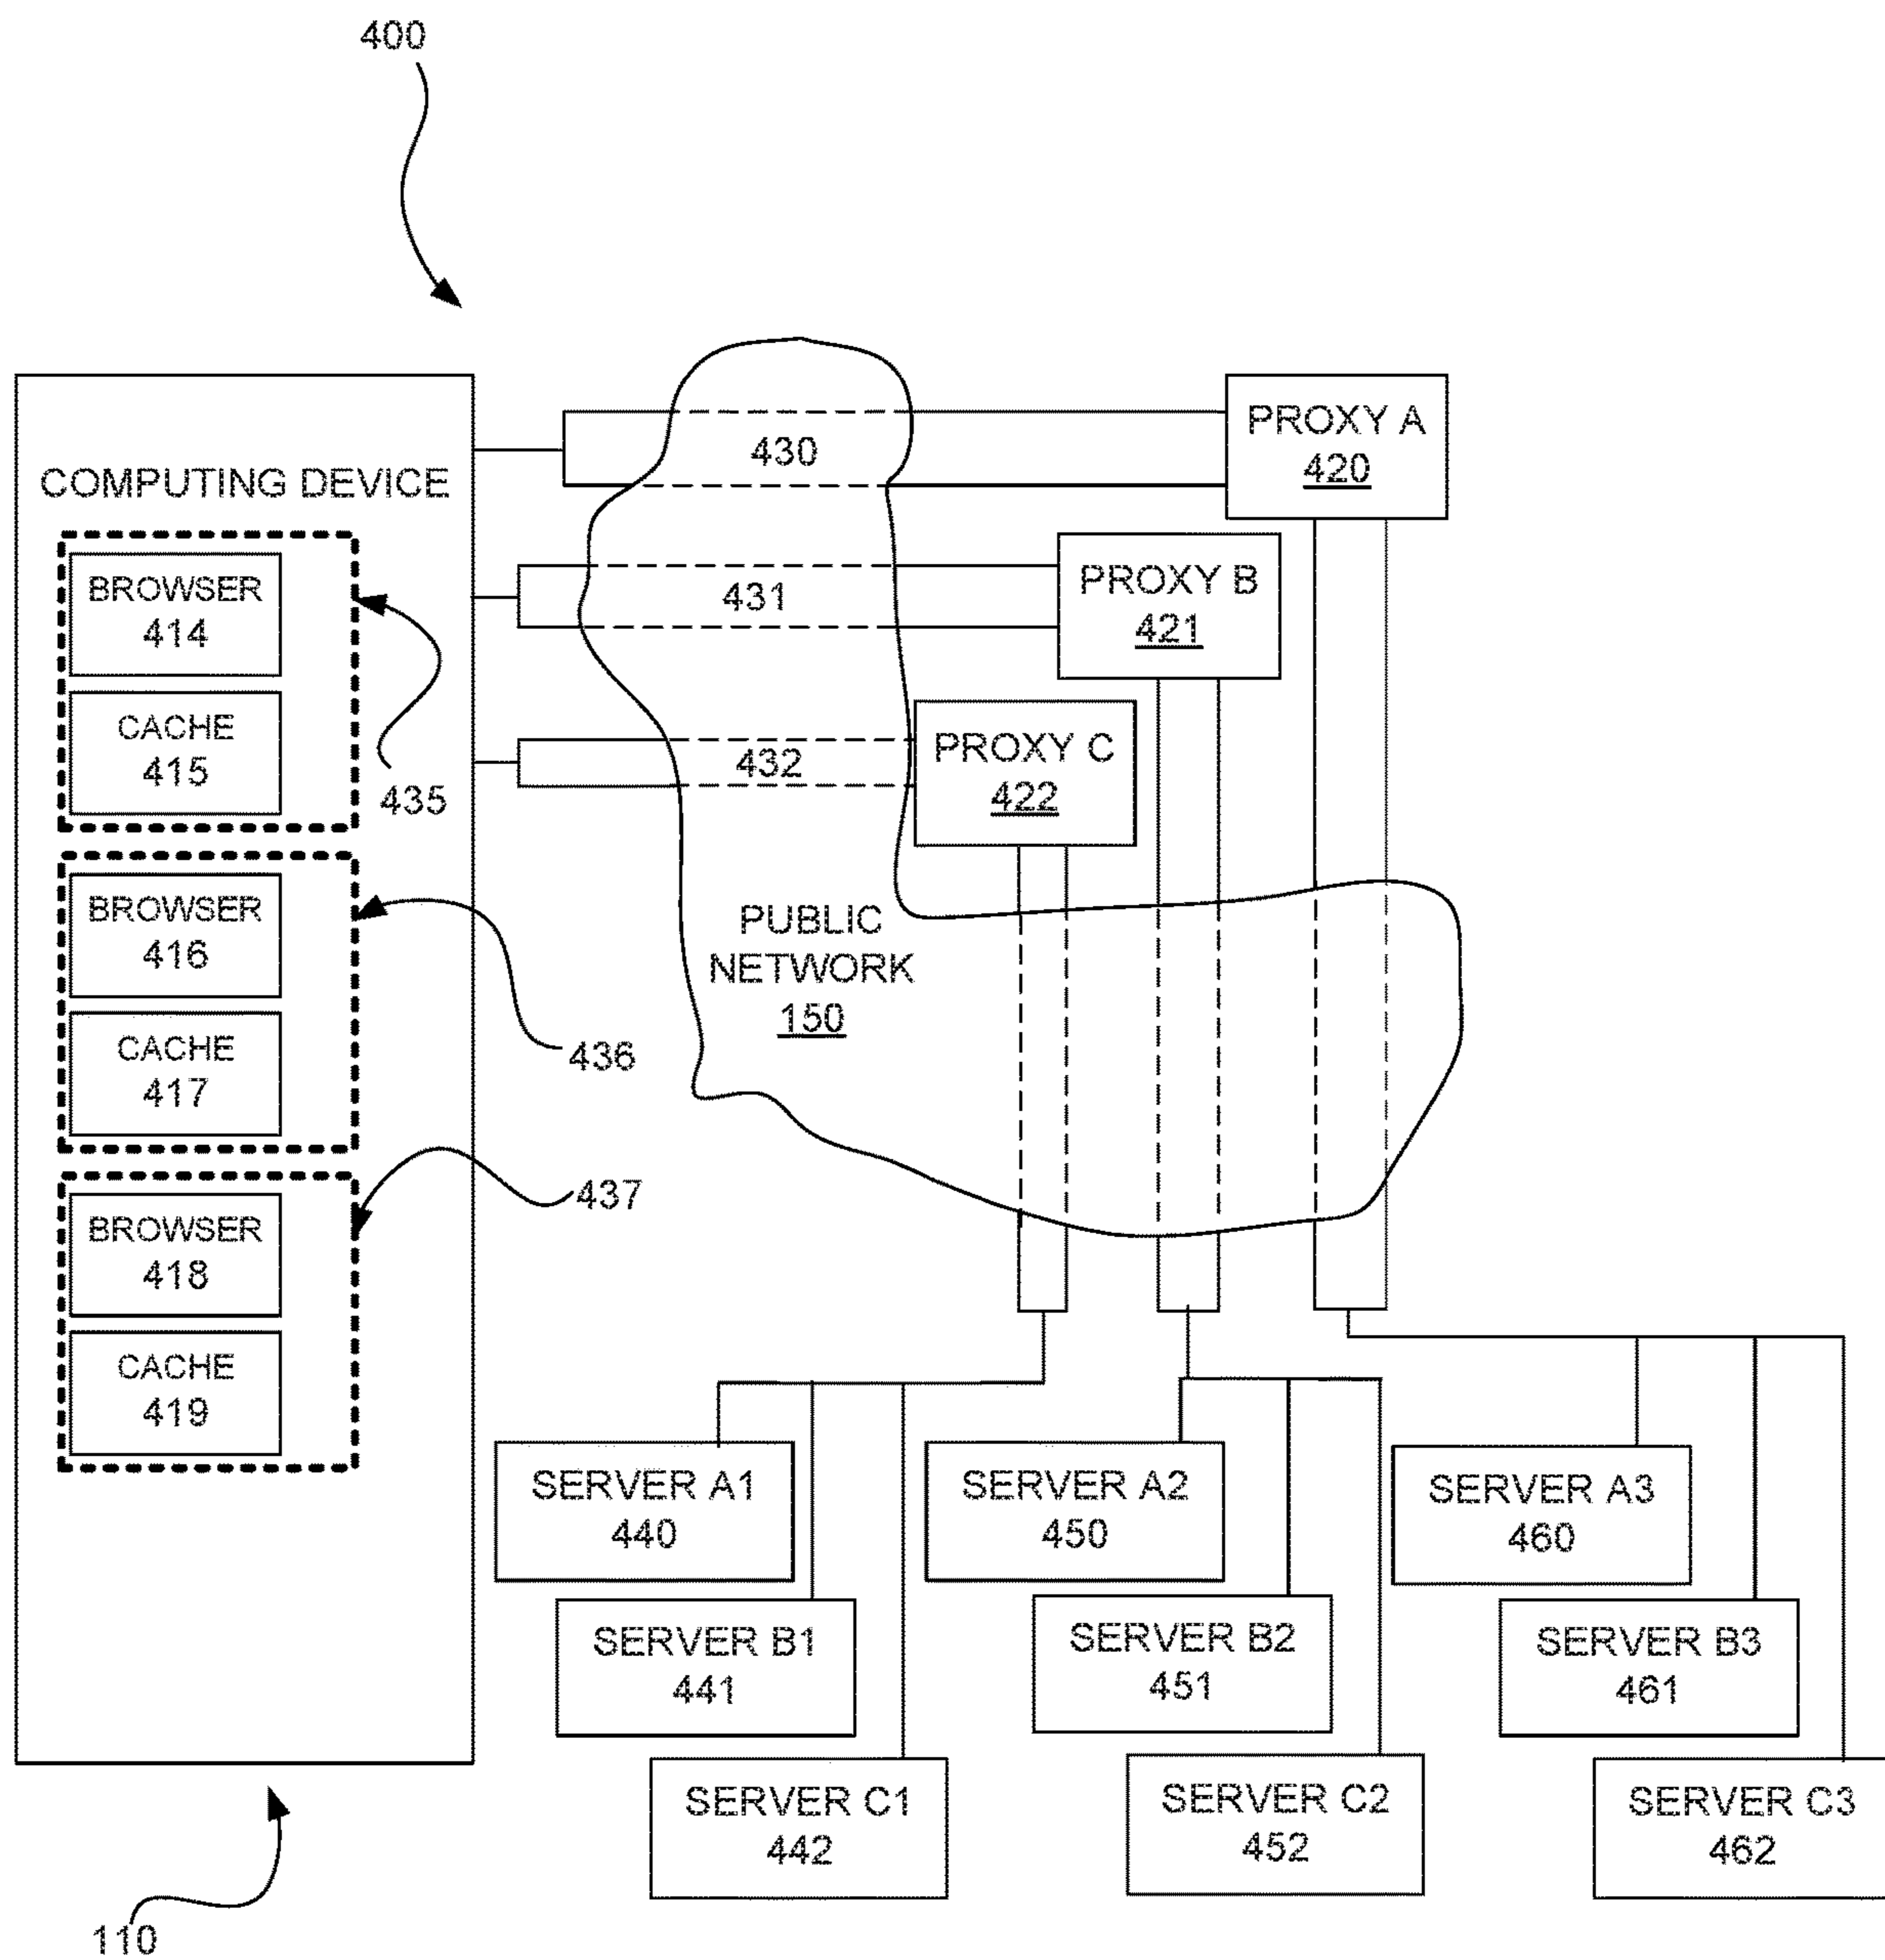 400
COMPUTING DEVICE
BROWSER
414
CACHE
415
435
BROWSER
416
CACHE
417
436
BROWSER
418
CACHE
419
437
110
430
431
432
PROXY A
420
PROXY B
421
PROXY C
422
PUBLIC
NETWORK
150
SERVER A1
440
SERVER B1
441
SERVER C1
442
SERVER A2
450
SERVER B2
451
SERVER C2
452
SERVER A3
460
SERVER B3
461
SERVER C3
462